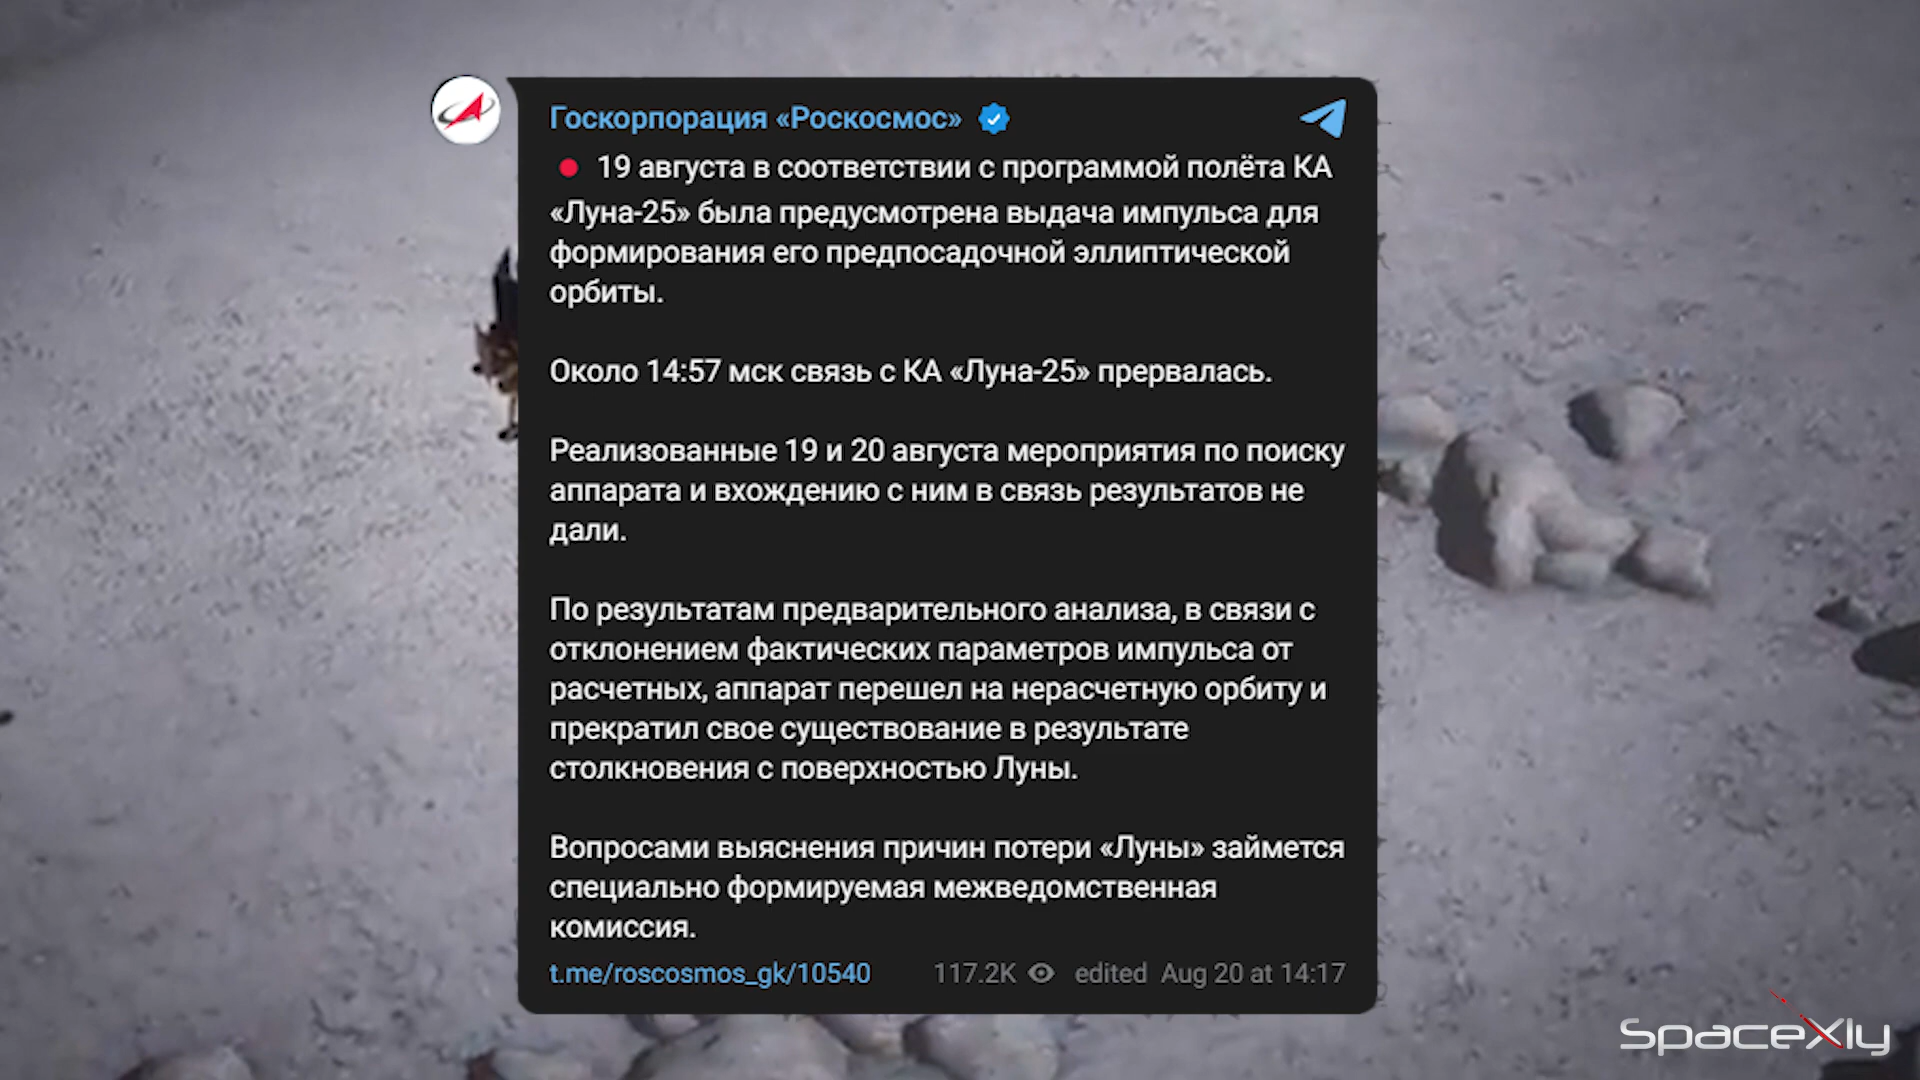 Госкорпорация «Роскосмос»
19 августа в соответствии с программой полёта КА
«Луна-25» была предусмотрена выдача импульса для
формирования его предпосадочной эллиптической
орбиты.
Около 14:57 мск связь с КА «Луна-25» прервалась.
Реализованные 19 и 20 августа мероприятия по поиску
аппарата и вхождению с ним в связь результатов не
дали.
По результатам предварительного анализа, в связи с
отклонением фактических параметров импульса от
расчетных, аппарат перешел на нерасчетную орбиту и
прекратил свое существование в результате
столкновения с поверхностью Луны.
Вопросами выяснения причин потери «Луны» займется
специально формируемая межведомственная
комиссия.
t.me/roscosmos_gk/10540 117.2K edited Aug 20 at 14:17
SpaceXly